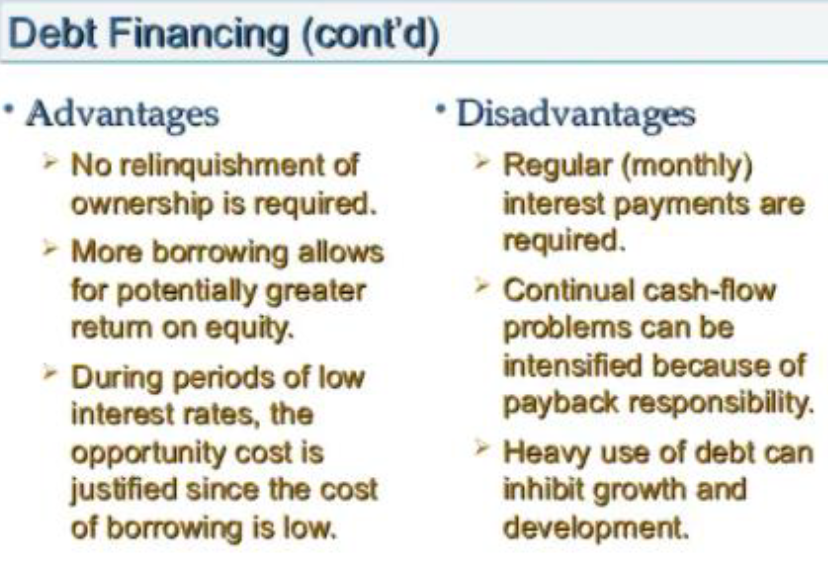 Debt Financing (cont'd)
• Advantages
➢ No relinquishment of
ownership is required.
➢ More borrowing allows
for potentially greater
return on equity.
➢ During periods of low
interest rates, the
opportunity cost is
justified since the cost
of borrowing is low.
• Disadvantages
➢ Regular (monthly)
interest payments are
required.
➢ Continual cash-flow
problems can be
intensified because of
payback responsibility.
➢ Heavy use of debt can
inhibit growth and
development.